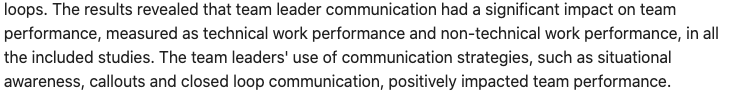 loops. The results revealed that team leader communication had a significant impact on team
performance, measured as technical work performance and non-technical work performance, in all
the included studies. The team leaders' use of communication strategies, such as situational
awareness, callouts and closed loop communication, positively impacted team performance.